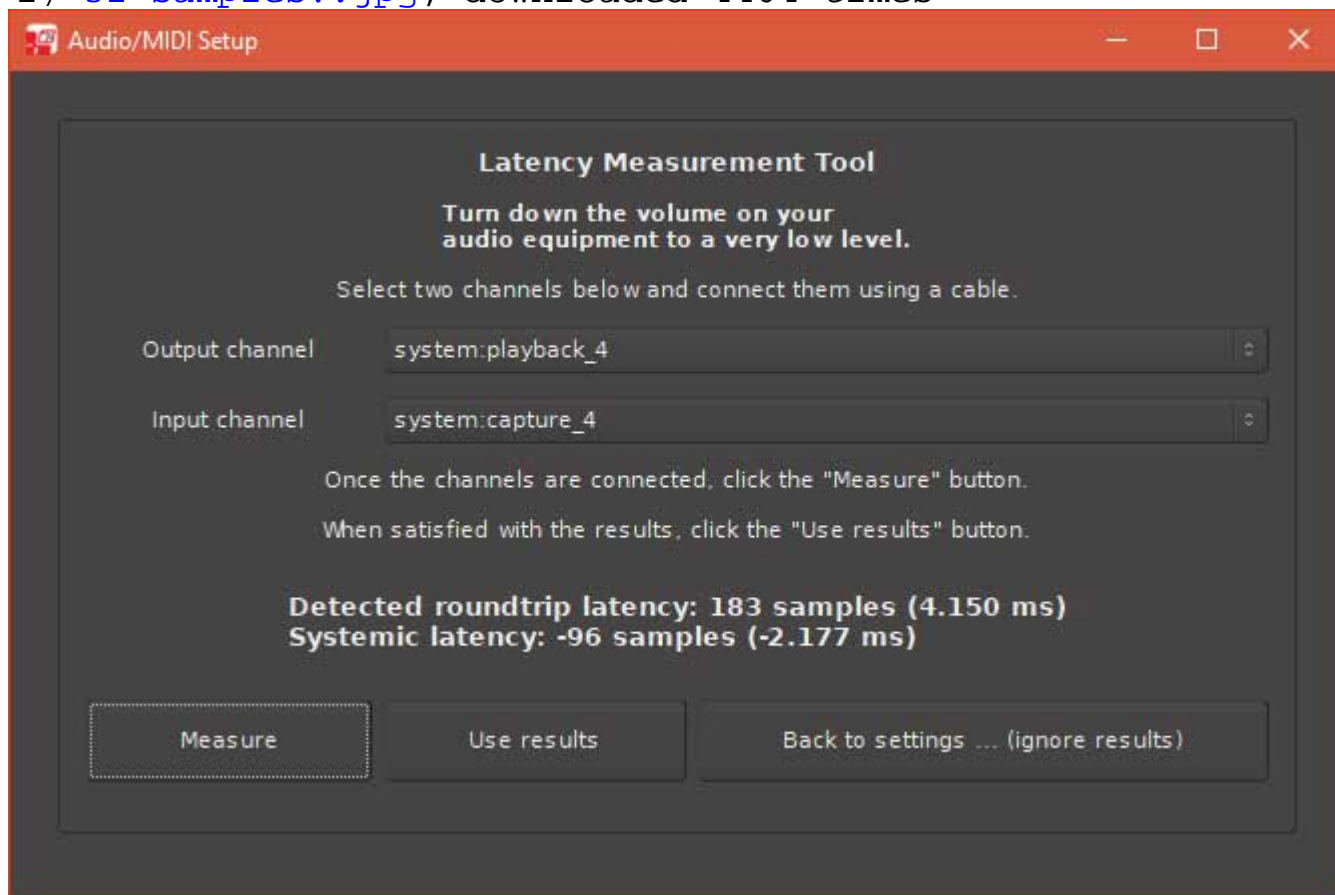 Audio/MIDI Setup
Latency Measurement Tool
Turn down the volume on your
audio equipment to a very low level.
Select two channels below and connect them using a cable.
Output channel system:playback_4
Input channel system:capture_4
Once the channels are connected, click the "Measure" button.
When satisfied with the results, click the "Use results" button.
Detected roundtrip latency: 183 samples (4.150 ms)
Systemic latency: -96 samples (-2.177 ms)
Measure Use results Back to settings ... (ignore results)